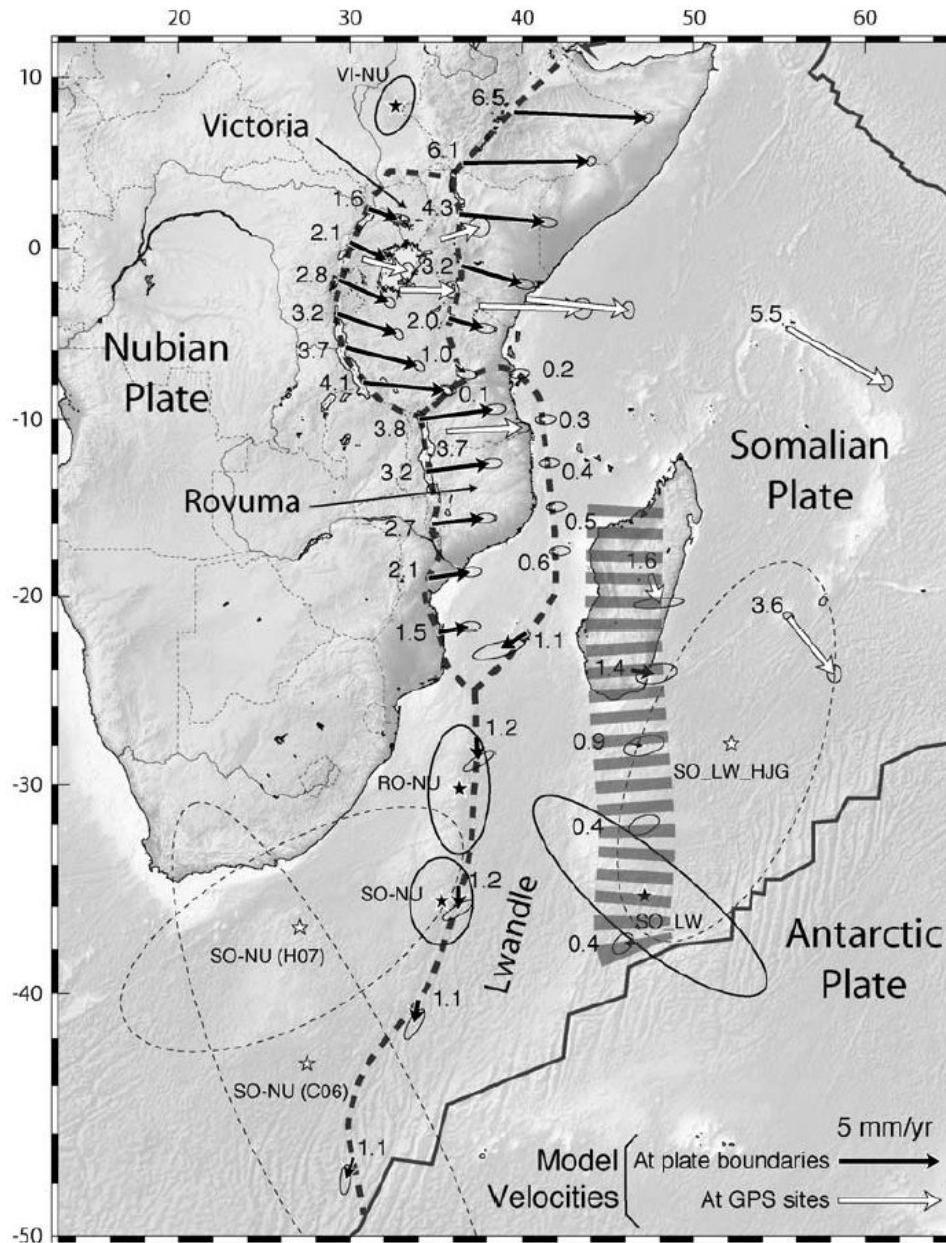 20 30 40 50 60
10
0
-10
-20
-30
-40
-50
VI-NU
6.5
Victoria
6.1
1.6
4.3
2.1
3.2
2.8
3.2
2.0
5.5
Nubian
Plate
3.7
1.0
0.2
4.1
0.1
0.3
3.8
3.7
Somalian
Plate
3.2
0.4
Rovuma
2.7
0.5
0.6
1.6
2.1
3.6
1.5
1.1
1.4
1.2
0.9
SO_LW_HJG
RO-NU
0.4
1.2
SO-NU
SO_LW
Lwandle
SO-NU (H07)
0.4
Antarctic
Plate
1.1
SO-NU (C06)
1.1
5 mm/yr
Model
Velocities
At plate boundaries
At GPS sites